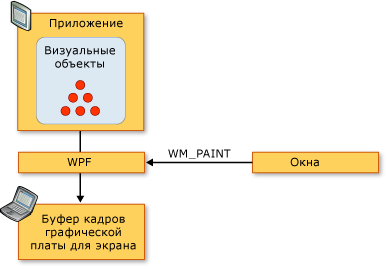 Приложение
Визуальные
объекты
WM_PAINT
WPF
Окна
Буфер кадров
графической
платы для экрана